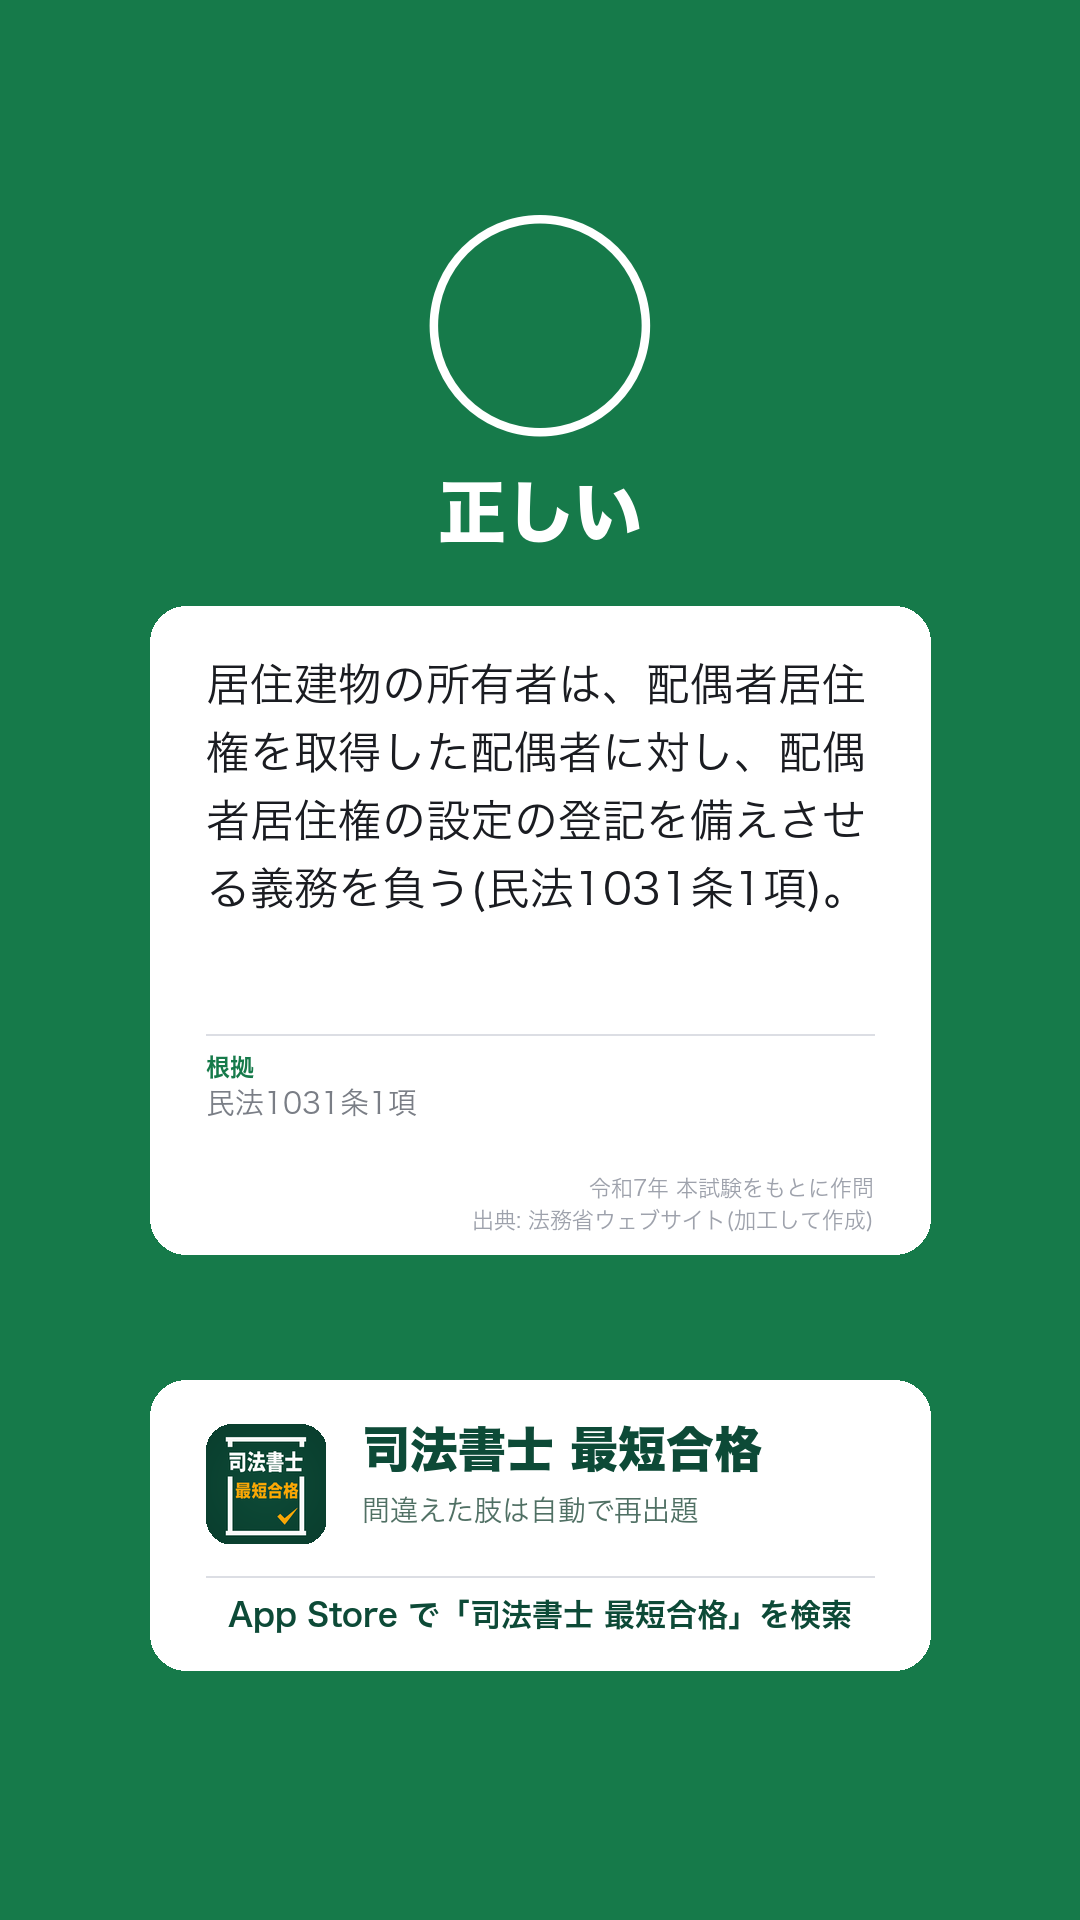 正しい
居住建物の所有者は、配偶者居住
権を取得した配偶者に対し、配偶
者居住権の設定の登記を備えさせ
る義務を負う(民法1031条1項)。
根拠
民法1031条1項
令和7年 本試験をもとに作問
出典: 法務省ウェブサイト(加工して作成)
司法書士
最短合格
司法書士 最短合格
間違えた肢は自動で再出題
App Store で「司法書士 最短合格」を検索